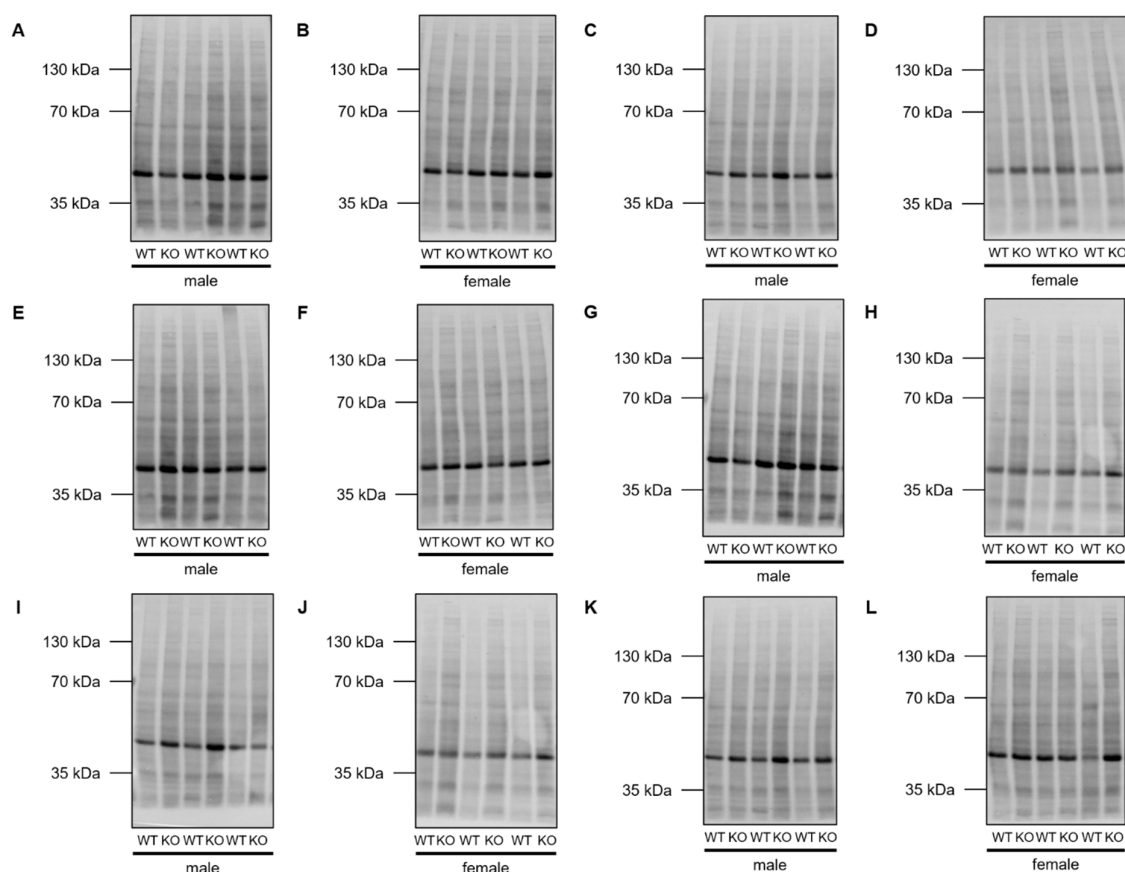 A B C D
130 kDa 130 kDa 130 kDa 130 kDa
70 kDa 70 kDa 70 kDa 70 kDa
35 kDa 35 kDa 35 kDa 35 kDa
WT KO WT KO WT KO WT KO WT KO WT KO WT KO WT KO WT KO WT KO WT KO WT KO
male female male female
E F G H
130 kDa 130 kDa 130 kDa 130 kDa
70 kDa 70 kDa 70 kDa 70 kDa
35 kDa 35 kDa 35 kDa 35 kDa
WT KO WT KO WT KO WT KO WT KO WT KO WT KO WT KO WT KO WT KO WT KO WT KO
male female male female
I J K L
130 kDa 130 kDa 130 kDa 130 kDa
70 kDa 70 kDa 70 kDa 70 kDa
35 kDa 35 kDa 35 kDa 35 kDa
WT KO WT KO WT KO WT KO WT KO WT KO WT KO WT KO WT KO WT KO WT KO WT KO
male female male female